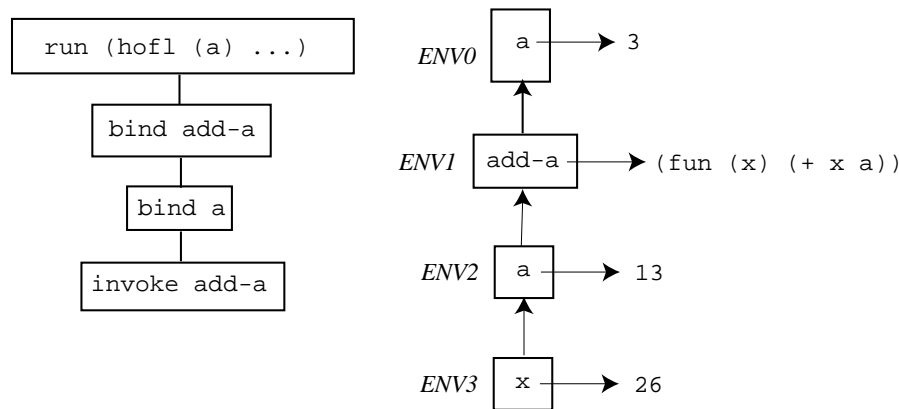 run (hofl (a) ...)
bind add-a
bind a
invoke add-a
ENV0 a 3
ENV1 add-a (fun (x) (+ x a))
ENV2 a 13
ENV3 x 26